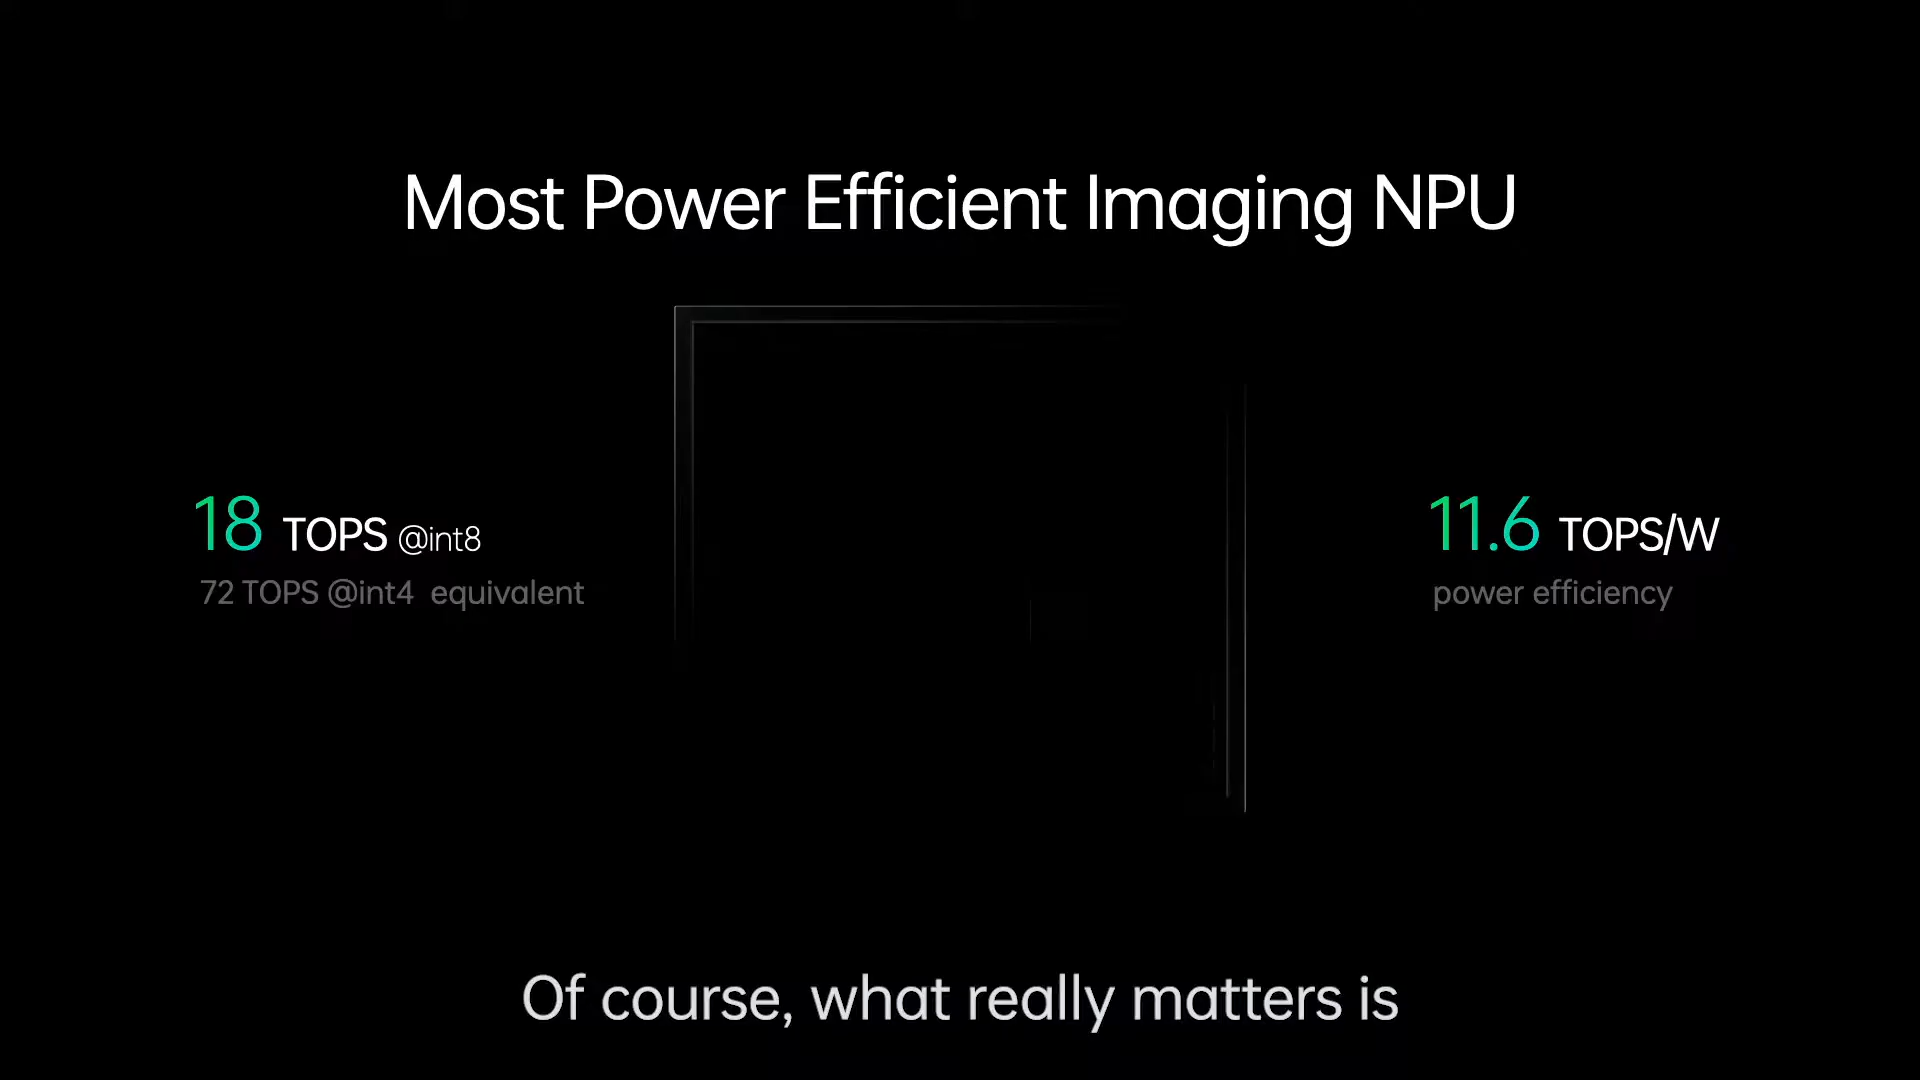 Most Power Efficient Imaging NPU
18 TOPS @int8
72 TOPS @int4 equivalent
11.6 TOPS/W
power efficiency
Of course, what really matters is